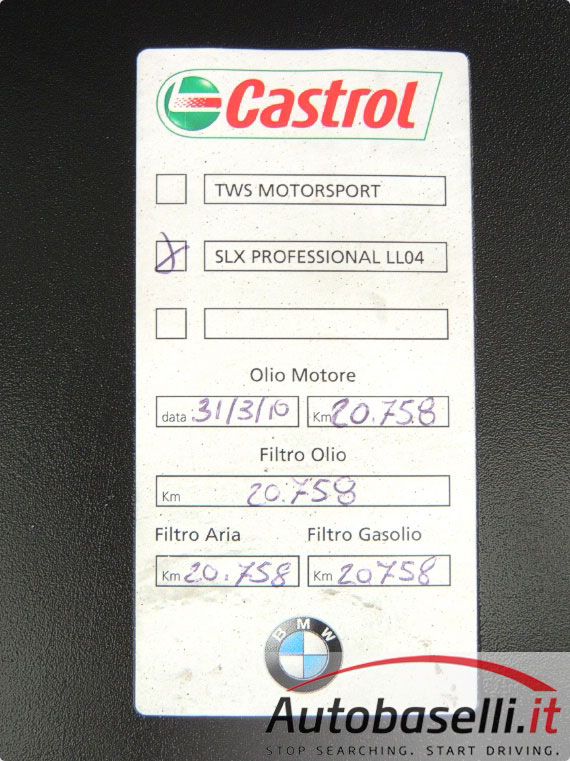 Castrol
TWS MOTORSPORT
X SLX PROFESSIONAL LL04
Olio Motore
data 31/3/10 Km 20.758
Filtro Olio
Km 20.758
Filtro Aria Filtro Gasolio
Km 20.758 Km 20758
BMW
Autobaselli.it
STOP SEARCHING. START DRIVING.